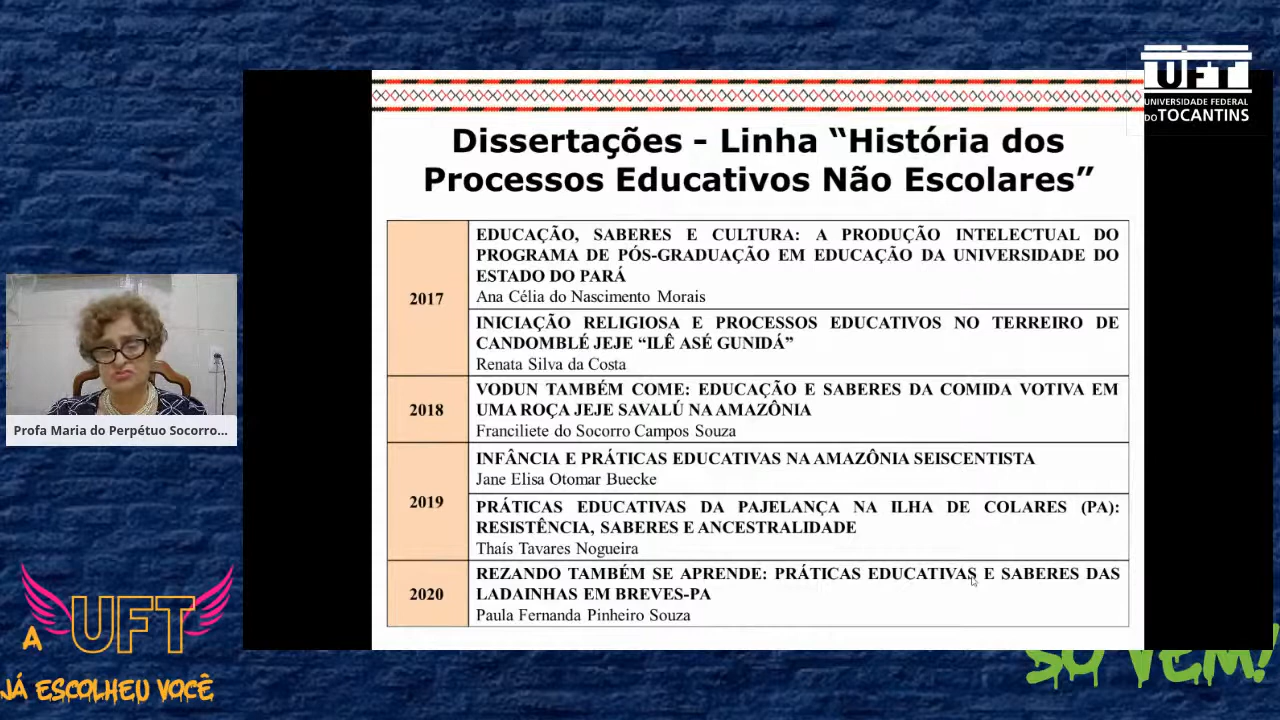 UFT
UNIVERSIDADE FEDERAL
DO TOCANTINS
Dissertações - Linha “História dos
Processos Educativos Não Escolares”
2017
EDUCAÇÃO, SABERES E CULTURA: A PRODUÇÃO INTELECTUAL DO
PROGRAMA DE PÓS-GRADUAÇÃO EM EDUCAÇÃO DA UNIVERSIDADE DO
ESTADO DO PARÁ
Ana Célia do Nascimento Morais
INICIAÇÃO RELIGIOSA E PROCESSOS EDUCATIVOS NO TERREIRO DE
CANDOMBLÉ JEJE “ILÊ ASÉ GUNIDÁ”
Renata Silva da Costa
2018
VODUN TAMBÉM COME: EDUCAÇÃO E SABERES DA COMIDA VOTIVA EM
UMA ROÇA JEJE SAVALÚ NA AMAZÔNIA
Franciliete do Socorro Campos Souza
2019
INFÂNCIA E PRÁTICAS EDUCATIVAS NA AMAZÔNIA SEISCENTISTA
Jane Elisa Otomar Buecke
PRÁTICAS EDUCATIVAS DA PAJELANÇA NA ILHA DE COLARES (PA):
RESISTÊNCIA, SABERES E ANCESTRALIDADE
Thaís Tavares Nogueira
2020
REZANDO TAMBÉM SE APRENDE: PRÁTICAS EDUCATIVAS E SABERES DAS
LADAINHAS EM BREVES-PA
Paula Fernanda Pinheiro Souza
Profa Maria do Perpétuo Socorro...
A UFT
JÁ ESCOLHEU VOCÊ
SÓ VEM!